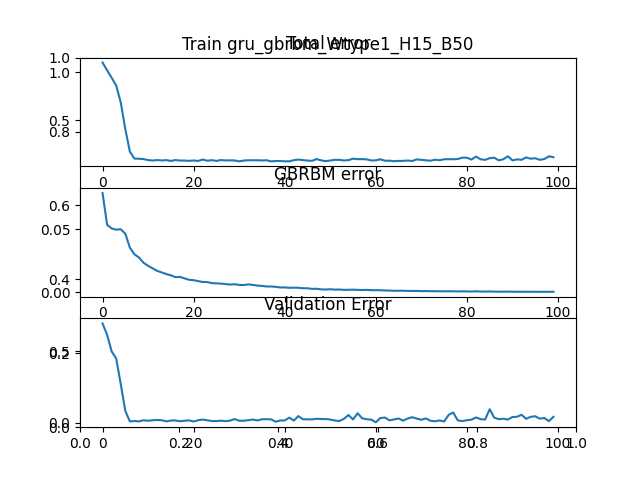 Train gru_gbrbm_Wtype1_H15_B50
Total error
1.0
1.0
0.5
0.8
0 20 40 60 80 100
GBRBM error
0.6
0.05
0.4
0.00
0 20 40 60 80 100
Validation Error
0.5
0.2
0.0
0.0
0.0 0 0.2 20 0.4 40 0.6 60 80 0.8 100 1.0